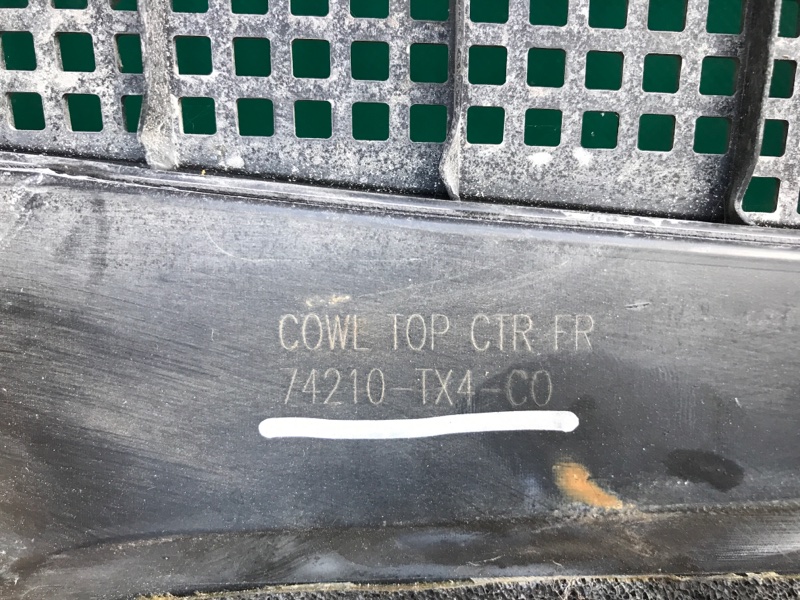 COWL TOP CTR FR
74210-TX4-C0